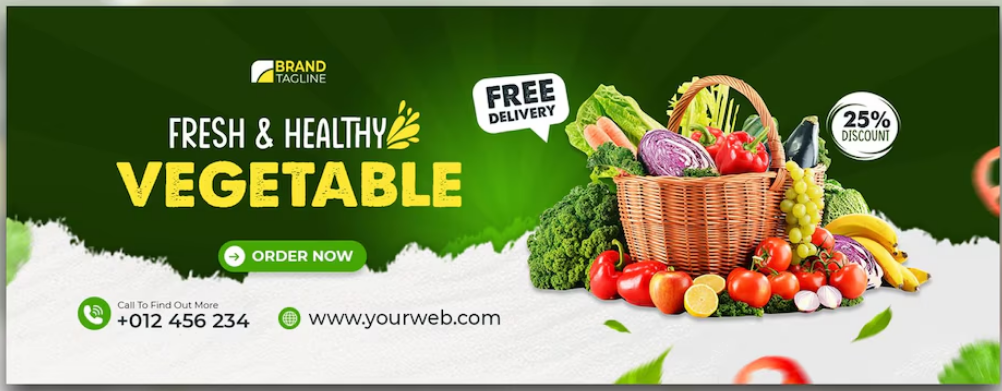 BRAND
TAGLINE
FRESH & HEALTHY
VEGETABLE
FREE
DELIVERY
25%
DISCOUNT
ORDER NOW
Call To Find Out More
+012 456 234
www.yourweb.com